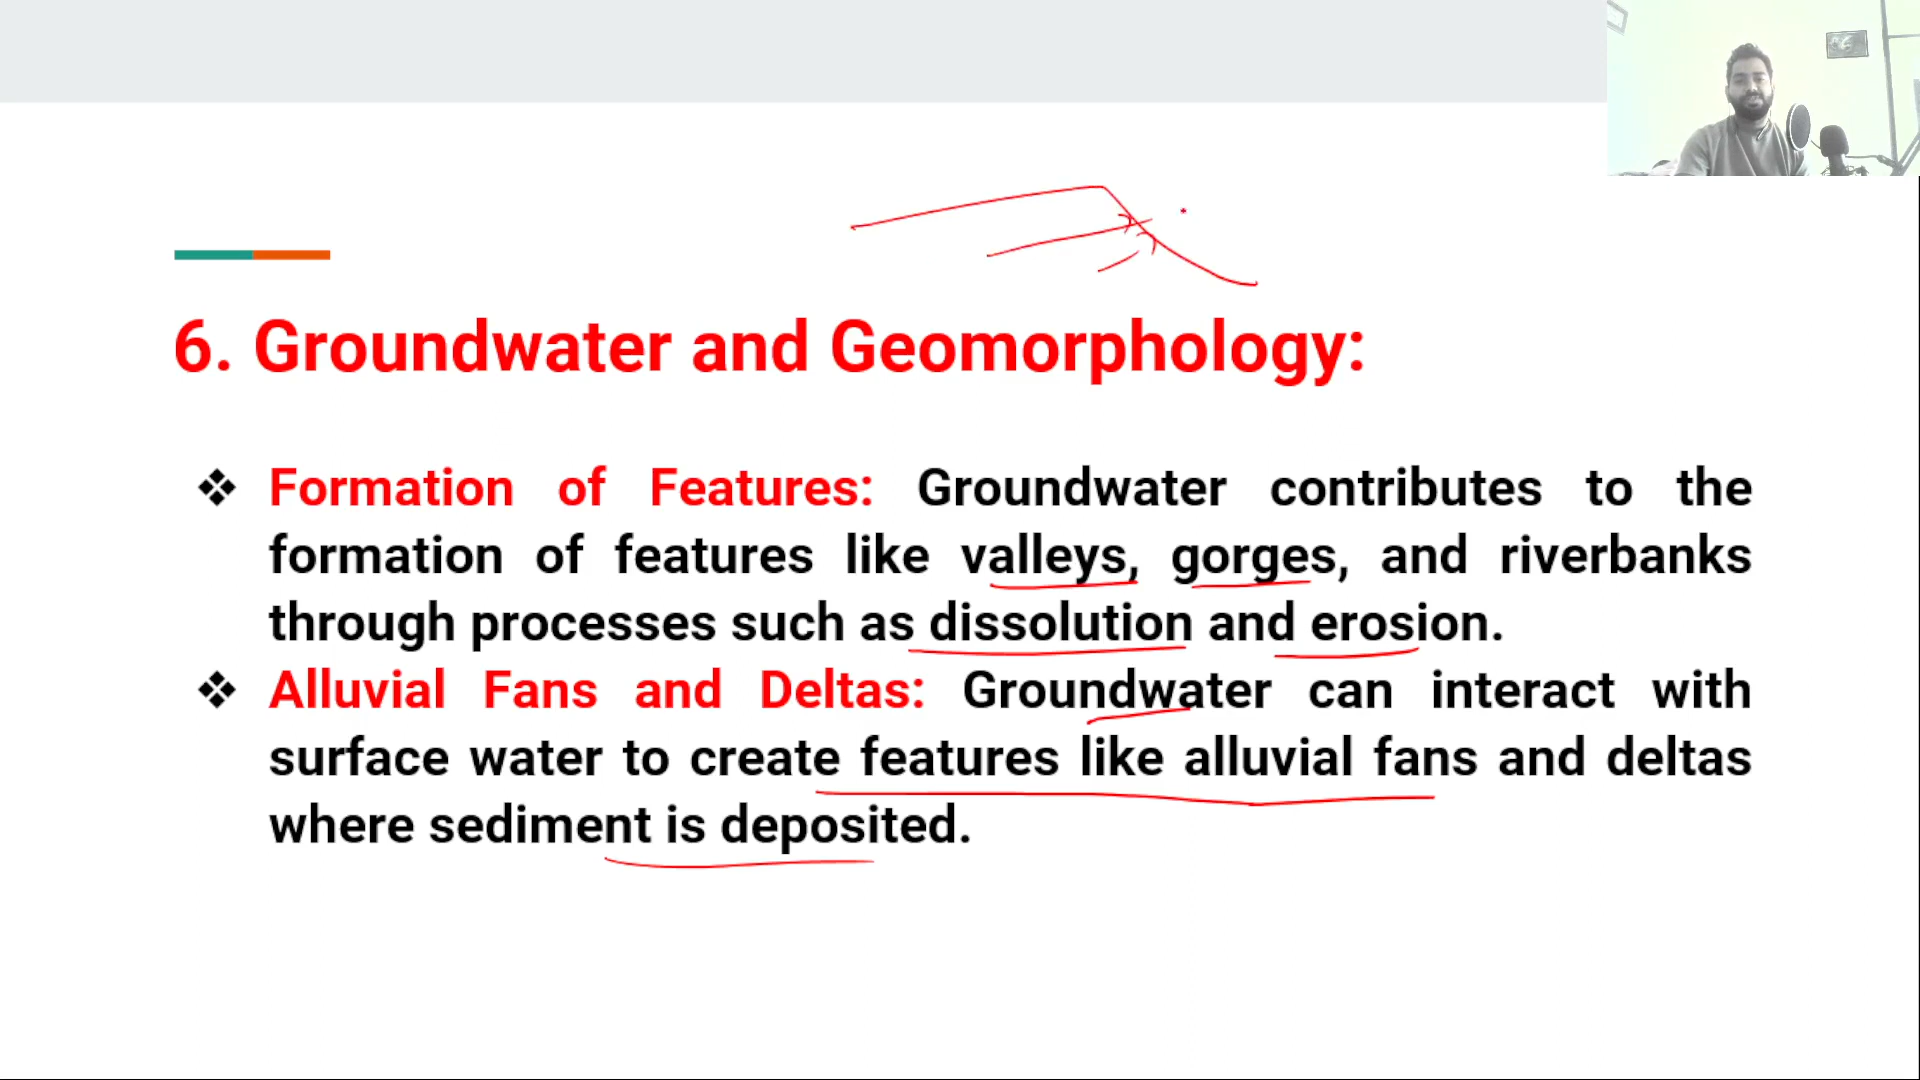 6. Groundwater and Geomorphology:
❖ Formation of Features: Groundwater contributes to the
formation of features like valleys, gorges, and riverbanks
through processes such as dissolution and erosion.
❖ Alluvial Fans and Deltas: Groundwater can interact with
surface water to create features like alluvial fans and deltas
where sediment is deposited.